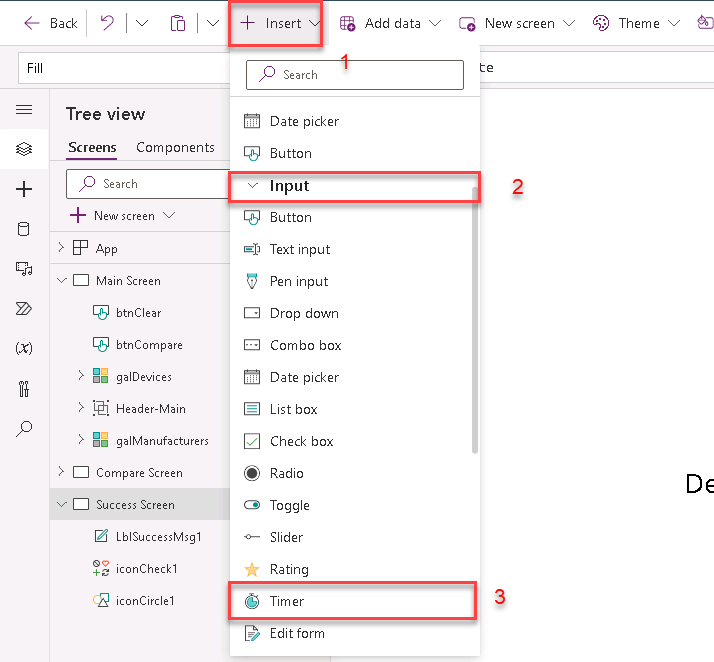 Back
Insert
Add data
New screen
Theme
1
Fill
Search
te
Tree view
Screens
Components
Search
New screen
App
Main Screen
btnClear
btnCompare
galDevices
Header-Main
galManufacturers
Compare Screen
Success Screen
LblSuccessMsg1
iconCheck1
iconCircle1
Date picker
Button
Input
2
Button
Text input
Pen input
Drop down
Combo box
Date picker
List box
Check box
Radio
Toggle
Slider
Rating
Timer
3
Edit form
De
(x)